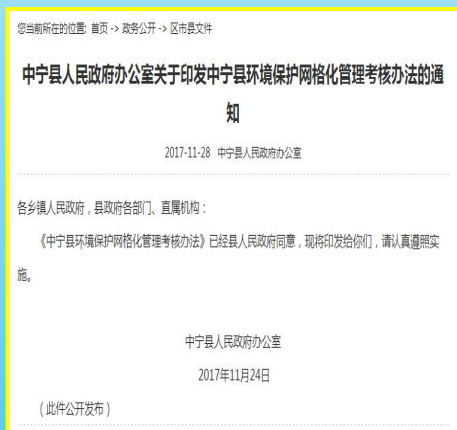 您当前所在的位置: 首页 -> 政务公开 -> 区市县文件
中宁县人民政府办公室关于印发中宁县环境保护网格化管理考核办法的通
知
2017-11-28 中宁县人民政府办公室
各乡镇人民政府，县政府各部门、直属机构：
《中宁县环境保护网格化管理考核办法》已经县人民政府同意，现将印发给你们，请认真遵照实
施。
中宁县人民政府办公室
2017年11月24日
（此件公开发布）